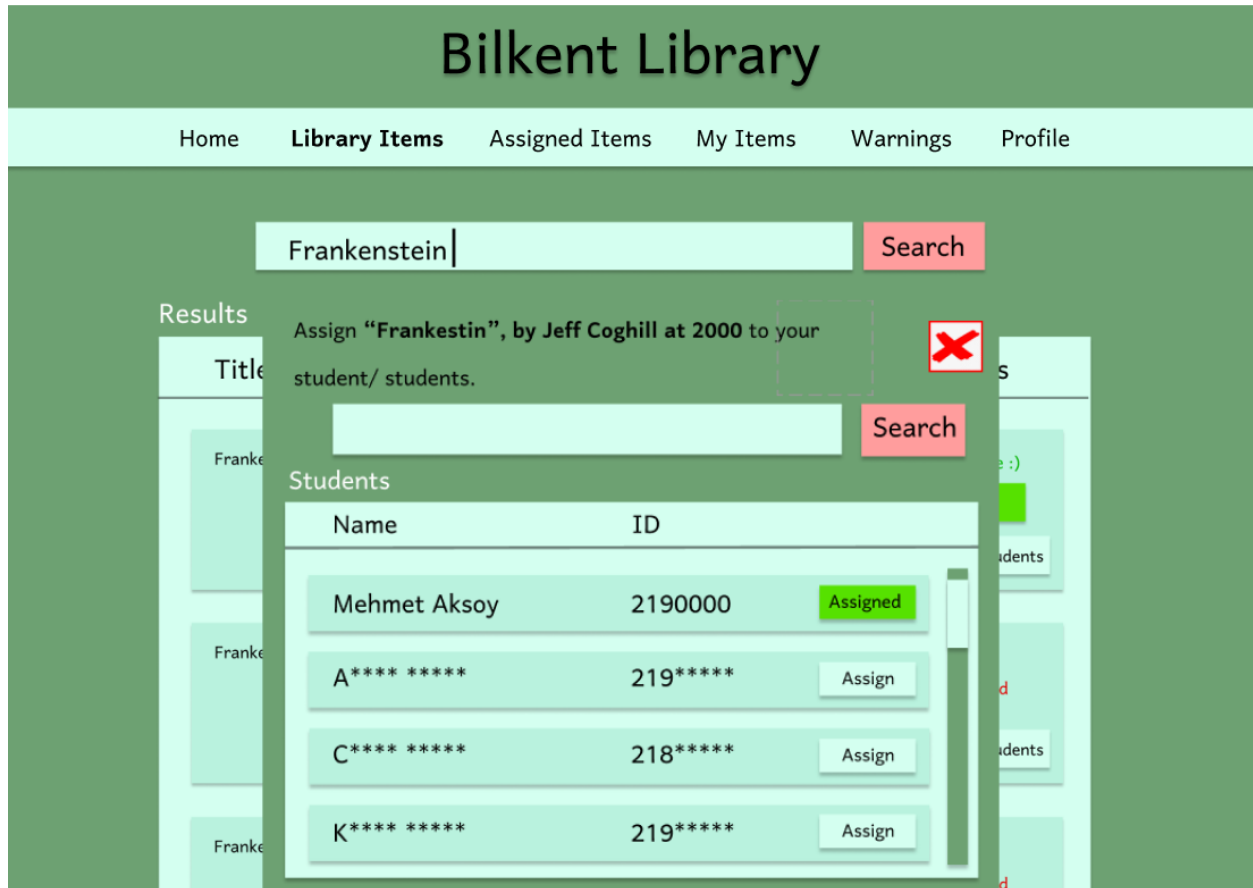 Bilkent Library
Home Library Items Assigned Items My Items Warnings Profile
Frankenstein
Search
Results
Assign “Frankestin”, by Jeff Coghill at 2000 to your
student/ students.
Search
Students
Name ID
Mehmet Aksoy 2190000 Assigned
A**** ***** 219***** Assign
C**** ***** 218***** Assign
K**** ***** 219***** Assign